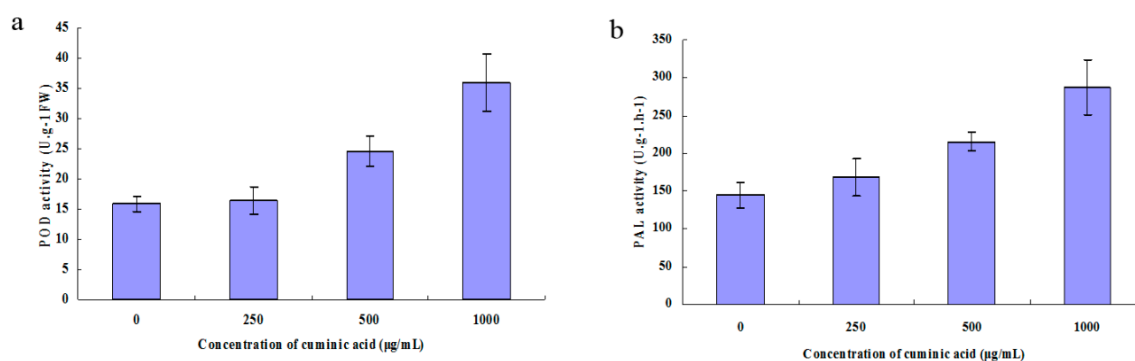 a
POD activity (U.g-1FW)
45
40
35
30
25
20
15
10
5
0
0 250 500 1000
Concentration of cuminic acid (µg/mL)
b
PAL activity (U.g-1.h-1)
350
300
250
200
150
100
50
0
0 250 500 1000
Concentration of cuminic acid (µg/mL)